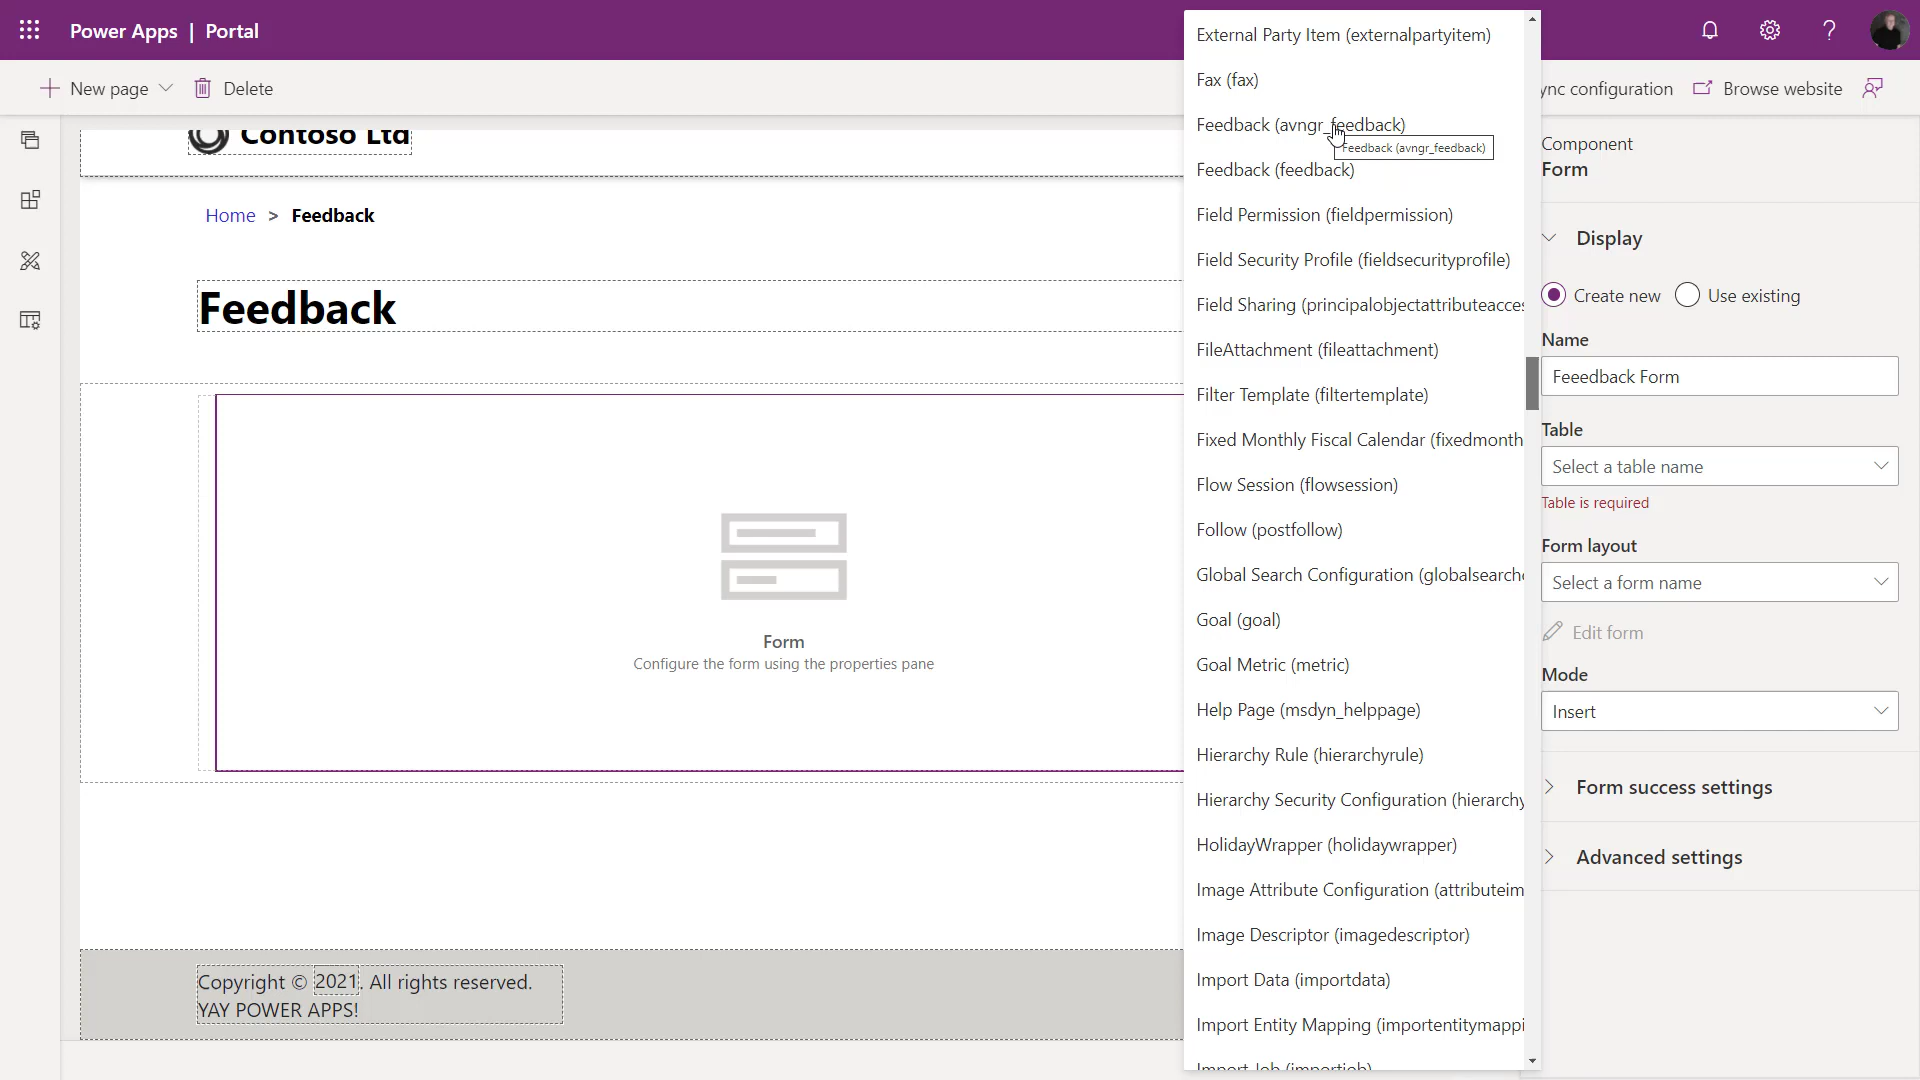 Power Apps | Portal
New page
Delete
ync configuration
Browse website
Contoso Ltd
Home > Feedback
Feedback
Form
Configure the form using the properties pane
Copyright © 2021. All rights reserved.
YAY POWER APPS!
External Party Item (externalpartyitem)
Fax (fax)
Feedback (avngr_feedback)
Feedback (avngr_feedback)
Feedback (feedback)
Field Permission (fieldpermission)
Field Security Profile (fieldsecurityprofile)
Field Sharing (principalobjectattributeacces
FileAttachment (fileattachment)
Filter Template (filtertemplate)
Fixed Monthly Fiscal Calendar (fixedmonth
Flow Session (flowsession)
Follow (postfollow)
Global Search Configuration (globalsearchc
Goal (goal)
Goal Metric (metric)
Help Page (msdyn_helppage)
Hierarchy Rule (hierarchyrule)
Hierarchy Security Configuration (hierarchy
HolidayWrapper (holidaywrapper)
Image Attribute Configuration (attributeim
Image Descriptor (imagedescriptor)
Import Data (importdata)
Import Entity Mapping (importentitymappi
Import Job (importjob)
Component
Form
Display
Create new
Use existing
Name
Feeedback Form
Table
Select a table name
Table is required
Form layout
Select a form name
Edit form
Mode
Insert
Form success settings
Advanced settings